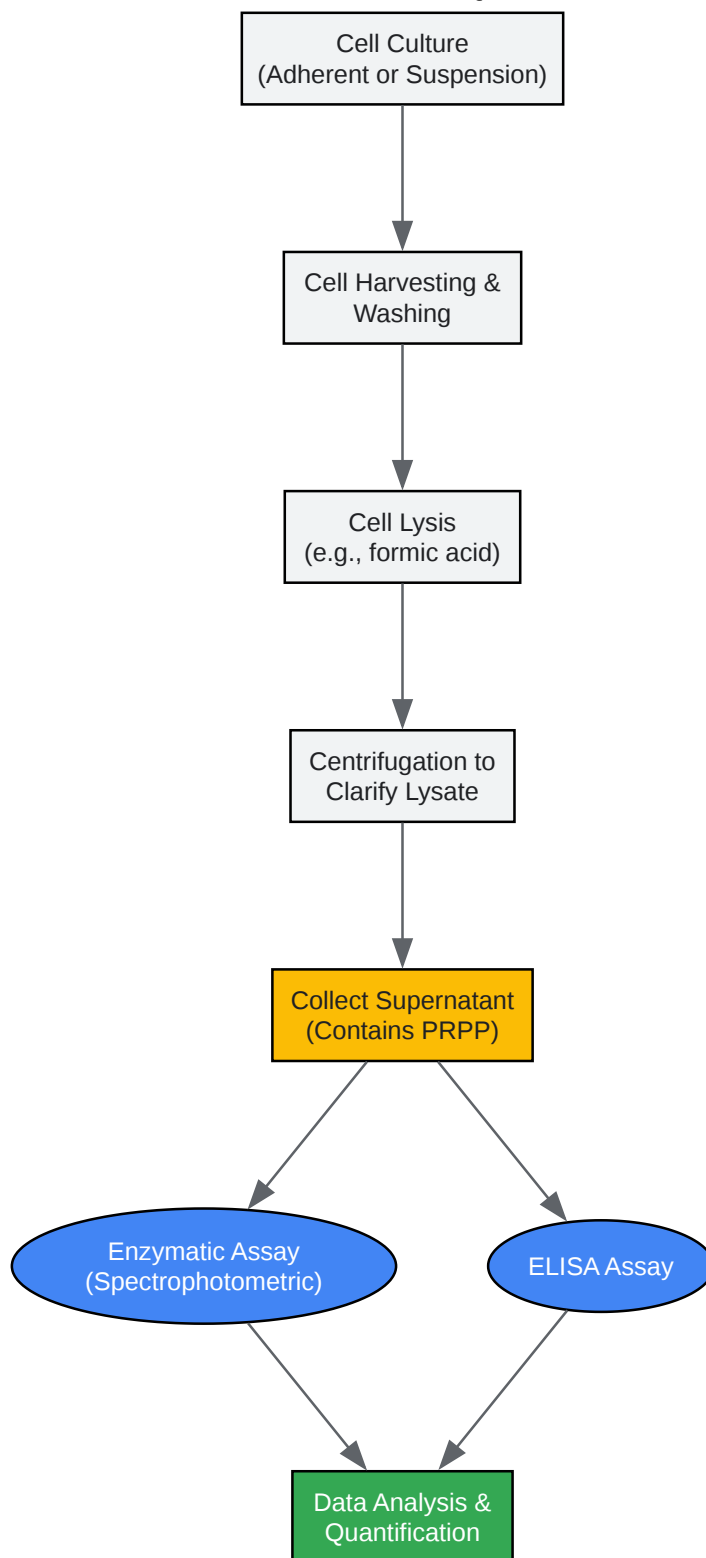 Cell Culture
(Adherent or Suspension)
Cell Harvesting &
Washing
Cell Lysis
(e.g., formic acid)
Centrifugation to
Clarify Lysate
Collect Supernatant
(Contains PRPP)
Enzymatic Assay
(Spectrophotometric)
ELISA Assay
Data Analysis &
Quantification